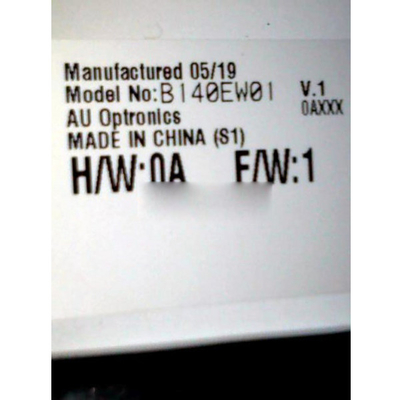 Manufactured 05/19
Model No:B140EW01 V.1
0AXXX
AU Optronics
MADE IN CHINA (S1)
H/W:0A F/W:1